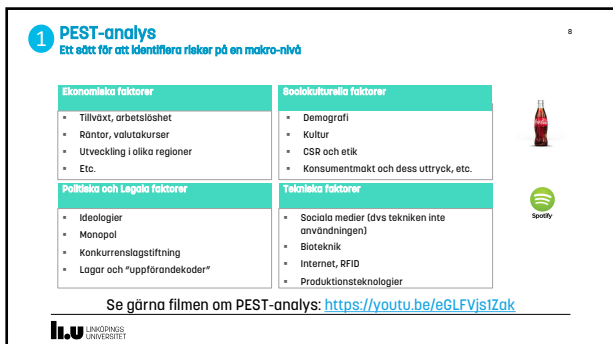 1 PEST-analys
Ett sätt för att identifiera risker på en makro-nivå
8
Ekonomiska faktorer
▪ Tillväxt, arbetslöshet
▪ Räntor, valutakurser
▪ Utveckling i olika regioner
▪ Etc.
Sociokulturella faktorer
▪ Demografi
▪ Kultur
▪ CSR och etik
▪ Konsumentmakt och dess uttryck, etc.
Politiska och Legala faktorer
▪ Ideologier
▪ Monopol
▪ Konkurrenslagstiftning
▪ Lagar och "uppförandekoder"
Tekniska faktorer
▪ Sociala medier (dvs tekniken inte
användningen)
▪ Bioteknik
▪ Internet, RFID
▪ Produktionsteknologier
Coca-Cola
Spotify
Se gärna filmen om PEST-analys: https://youtu.be/eGLFVjs1Zak
li.u LINKÖPINGS
UNIVERSITET